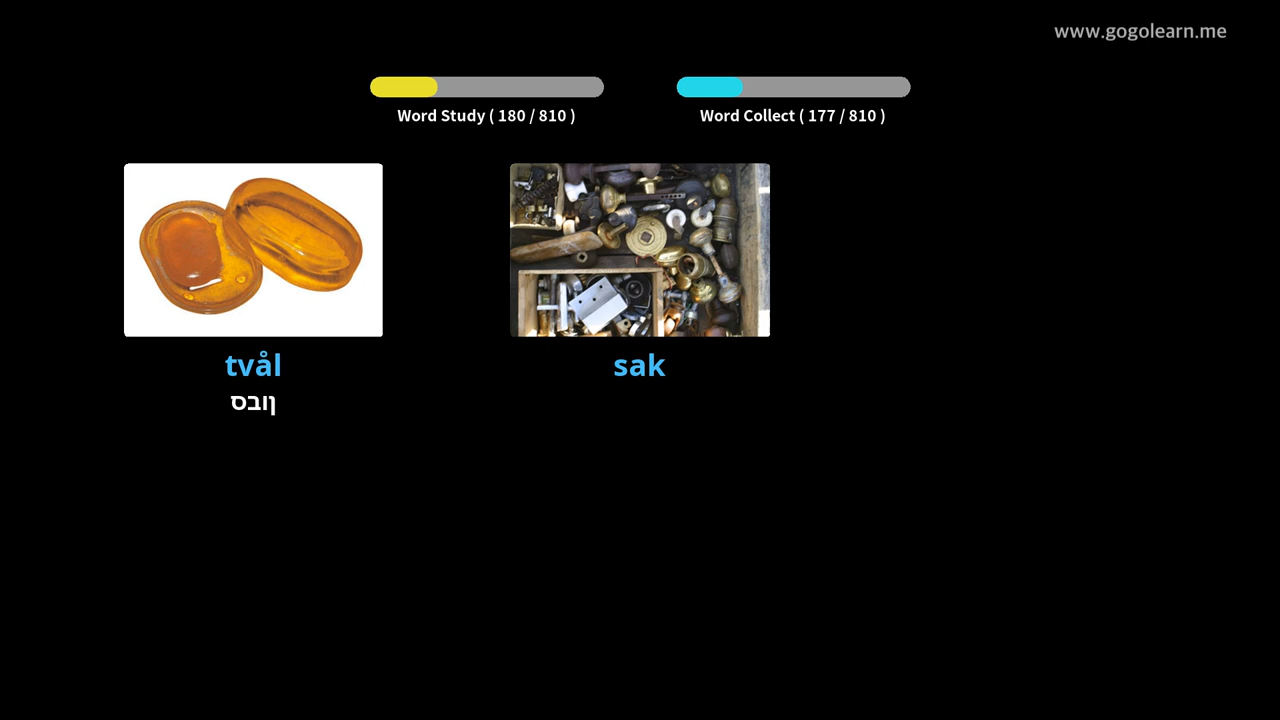 www.gogolearn.me
Word Study ( 180 / 810 )
Word Collect ( 177 / 810 )
tvål
סבון
sak